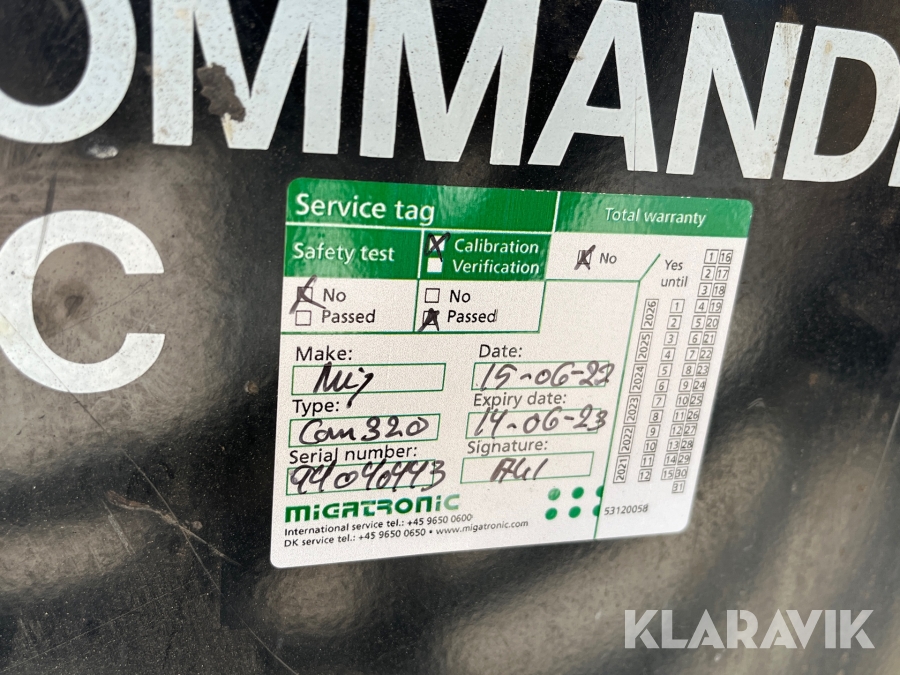 OMMAND
C
Service tag
Total warranty
Safety test
Calibration
Verification
No
Yes until
No
Passed
No
Passed
Make:
Mig
Date:
15-06-22
Type:
Com 320
Expiry date:
14-06-23
Serial number:
Signature:
MIGATRONIC
International service tel.: +45 9650 0600
DK service tel.: +45 9650 0650 • www.migatronic.com
53120058
2021 2022 2023 2024 2025 2026
1 2 3 4 5 6 7 8 9 10 11 12
1 2 3 4 5 6 7 8 9 10 11 12 13 14 15
16 17 18 19 20 21 22 23 24 25 26 27 28 29 30 31
KLARAVIK